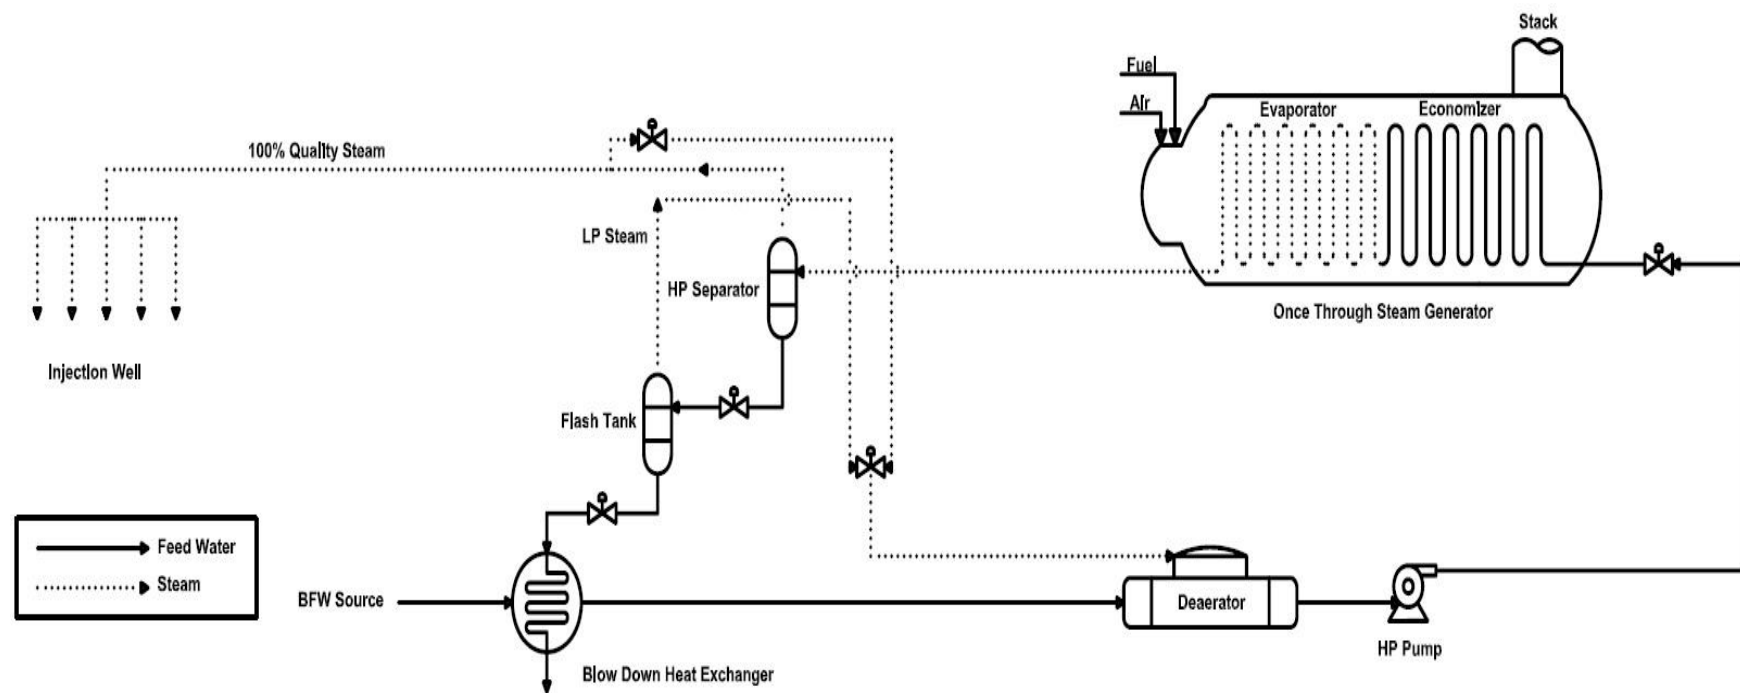 Stack
Fuel
Air
Evaporator
Economizer
100% Quality Steam
LP Steam
HP Separator
Once Through Steam Generator
Injection Well
Flash Tank
Feed Water
Steam
BFW Source
Deaerator
Blow Down Heat Exchanger
HP Pump